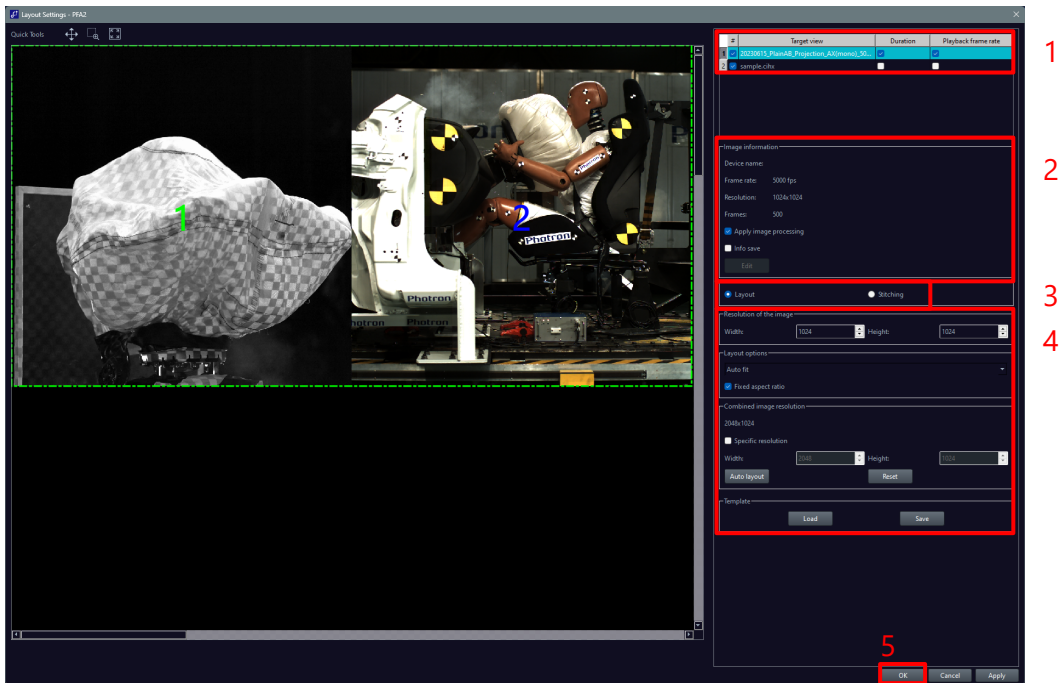 Layout Settings - PFA2
Quick Tools
# Target view Duration Playback frame rate
1 20230615_PlainAB_Projection_AX(mono)_50...
2 sample.cihx
1
Image information
Device name:
Frame rate: 5000 fps
Resolution: 1024x1024
Frames: 500
Apply image processing
Info save
Edit
2
Layout Stitching
3
Resolution of the image
Width: 1024 Height: 1024
4
Layout options
Auto fit
Fixed aspect ratio
Combined image resolution
2048x1024
Specific resolution
Width: 2048 Height: 1024
Auto layout Reset
Template
Load Save
1
2
Photron
Photron
Photron
Photron
Photron
5
OK Cancel Apply